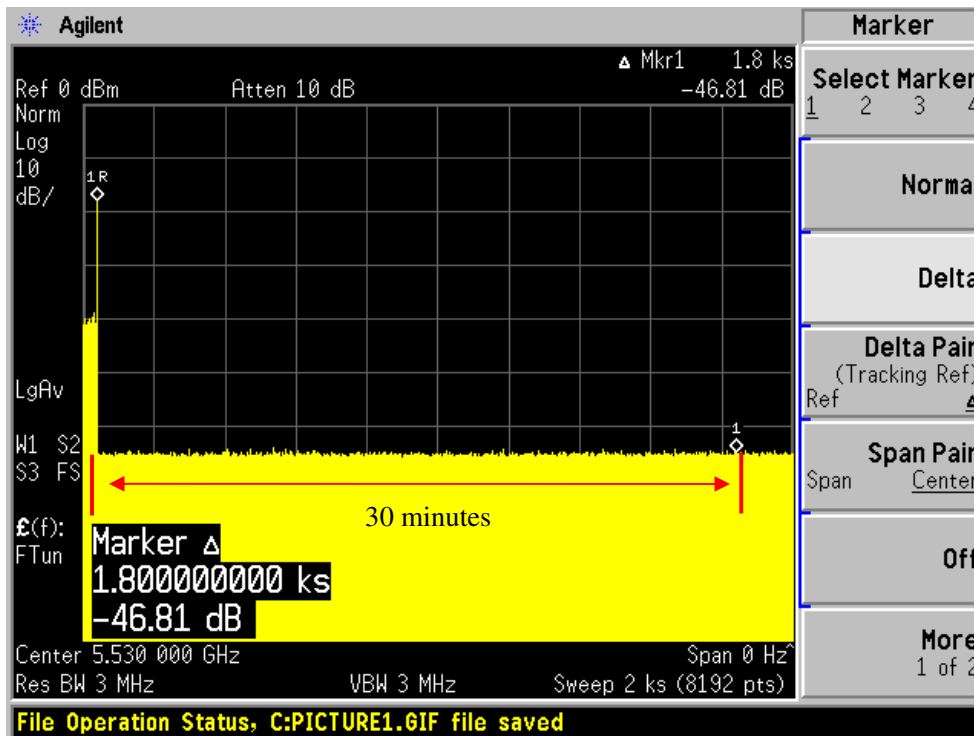 Agilent
Marker
Δ Mkr1 1.8 ks
Ref 0 dBm Atten 10 dB -46.81 dB
Norm
Log
10
dB/
1R
LgAv
1
W1 S2
S3 FS
£(f):
FTun
30 minutes
Marker Δ
1.800000000 ks
-46.81 dB
Center 5.530 000 GHz Span 0 Hz^
Res BW 3 MHz VBW 3 MHz Sweep 2 ks (8192 pts)
File Operation Status, C:PICTURE1.GIF file saved
Select Marker
1 2 3 4
Normal
Delta
Delta Pair
(Tracking Ref)
Ref Δ
Span Pair
Span Center
Off
More
1 of 2